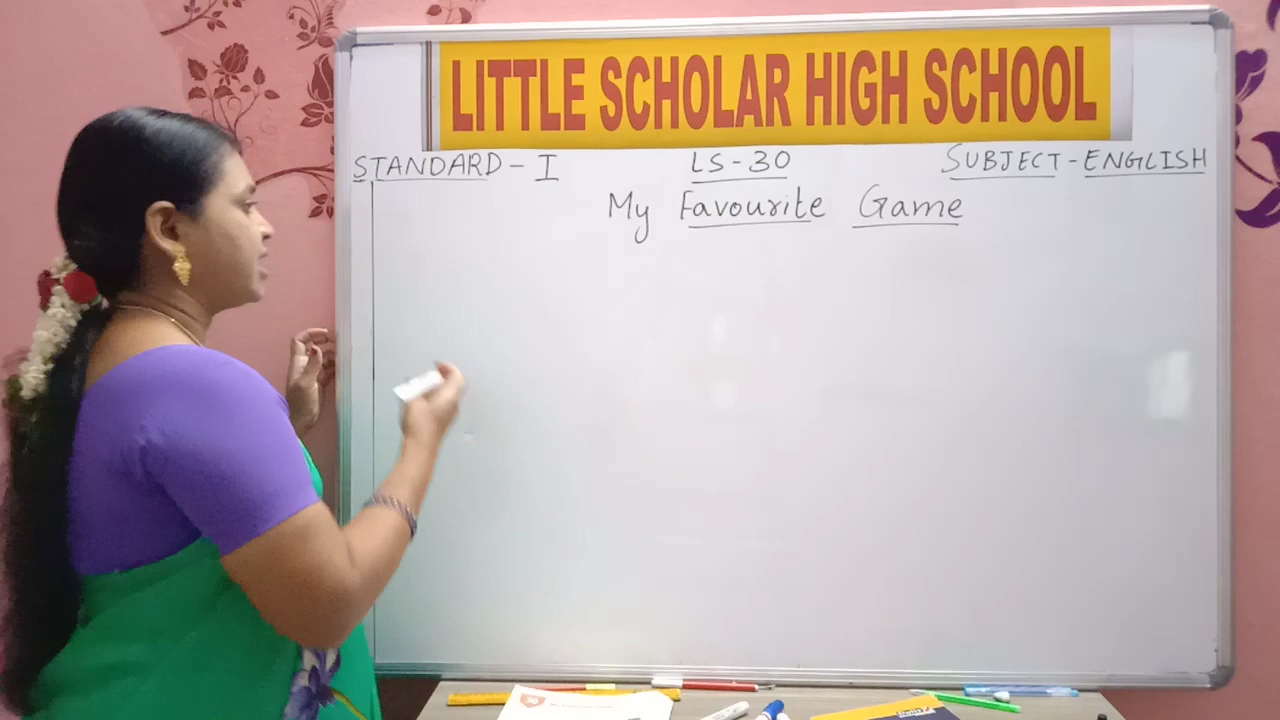 LITTLE SCHOLAR HIGH SCHOOL
STANDARD - I LS-30 SUBJECT - ENGLISH
My Favourite Game